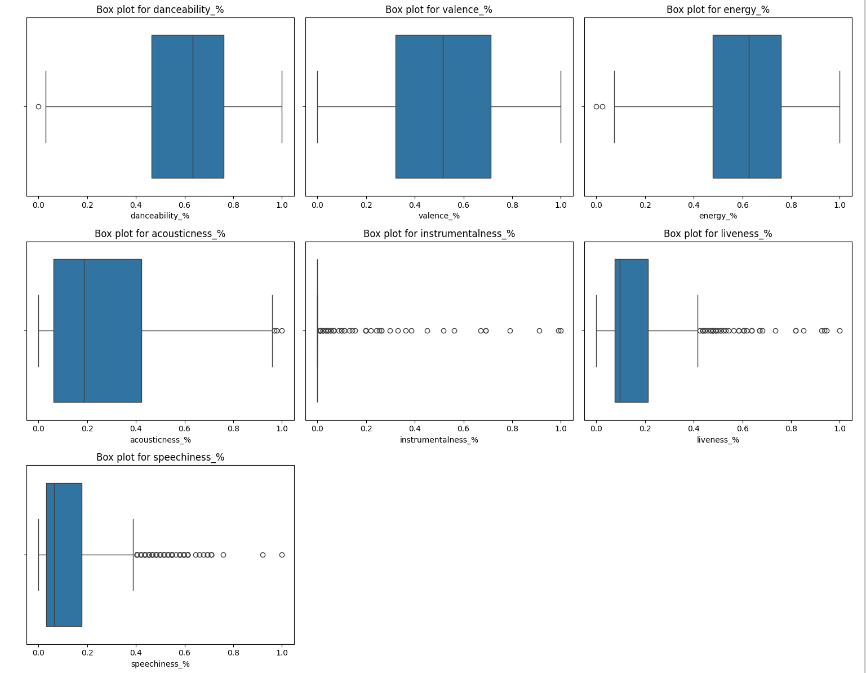 Box plot for danceability_%
Box plot for valence_%
Box plot for energy_%
0.0 0.2 0.4 0.6 0.8 1.0
0.0 0.2 0.4 0.6 0.8 1.0
0.0 0.2 0.4 0.6 0.8 1.0
danceability_%
valence_%
energy_%
Box plot for acousticness_%
Box plot for instrumentalness_%
Box plot for liveness_%
0.0 0.2 0.4 0.6 0.8 1.0
0.0 0.2 0.4 0.6 0.8 1.0
0.0 0.2 0.4 0.6 0.8 1.0
acousticness_%
instrumentalness_%
liveness_%
Box plot for speechiness_%
0.0 0.2 0.4 0.6 0.8 1.0
speechiness_%